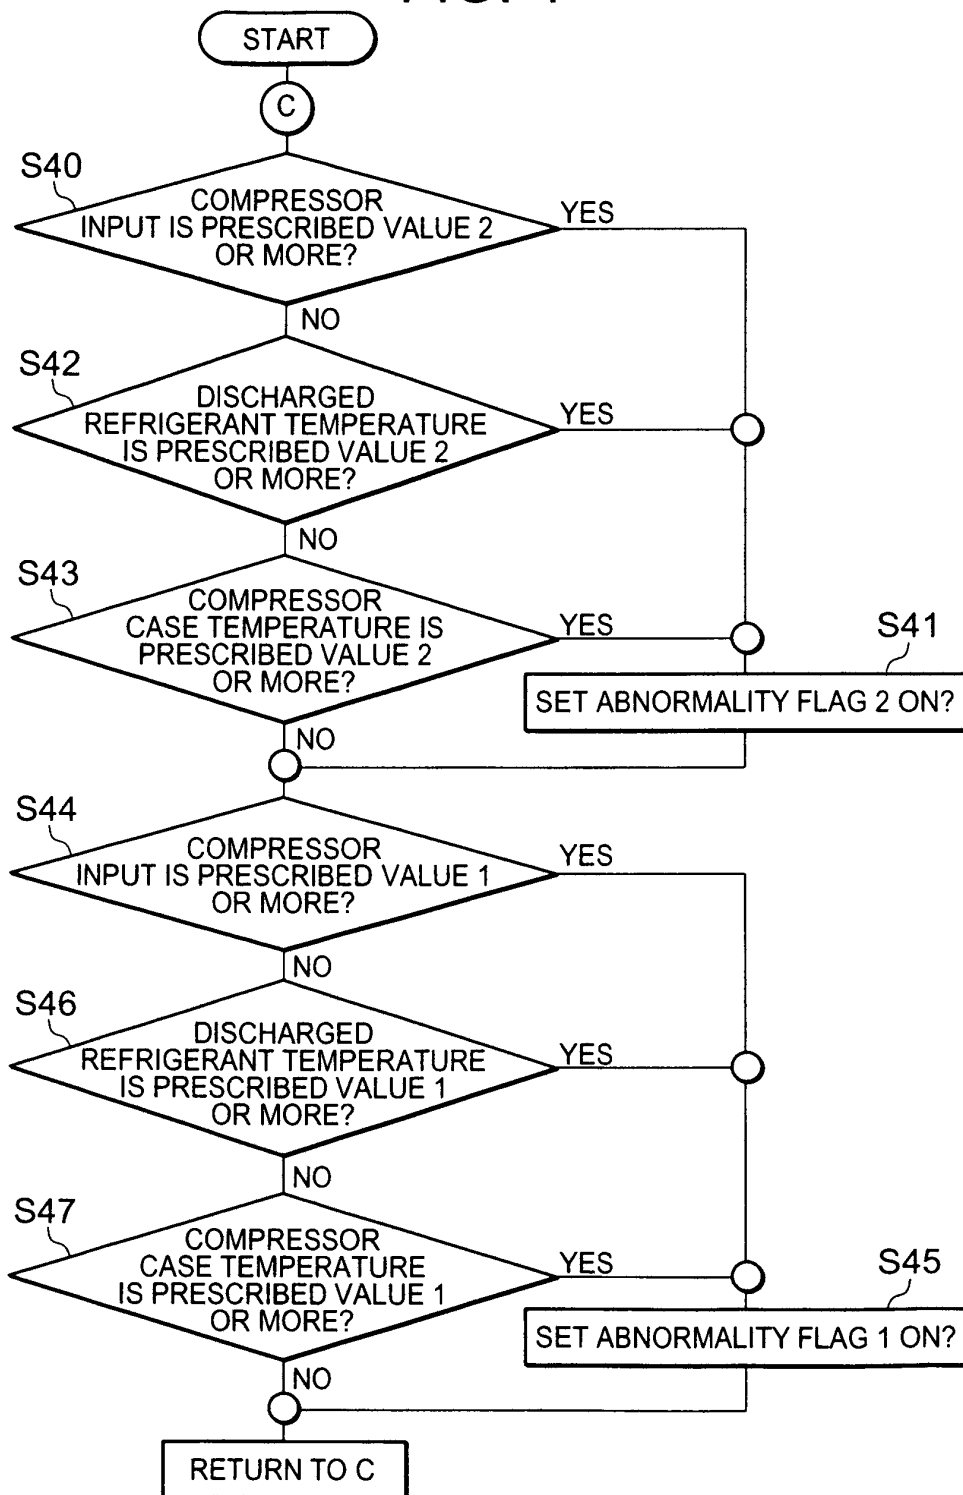 START
C
S40
COMPRESSOR
INPUT IS PRESCRIBED VALUE 2
OR MORE?
YES
NO
S42
DISCHARGED
REFRIGERANT TEMPERATURE
IS PRESCRIBED VALUE 2
OR MORE?
YES
NO
S43
COMPRESSOR
CASE TEMPERATURE IS
PRESCRIBED VALUE 2
OR MORE?
YES
S41
SET ABNORMALITY FLAG 2 ON?
NO
S44
COMPRESSOR
INPUT IS PRESCRIBED VALUE 1
OR MORE?
YES
NO
S46
DISCHARGED
REFRIGERANT TEMPERATURE
IS PRESCRIBED VALUE 1
OR MORE?
YES
NO
S47
COMPRESSOR
CASE TEMPERATURE
IS PRESCRIBED VALUE 1
OR MORE?
YES
S45
SET ABNORMALITY FLAG 1 ON?
NO
RETURN TO C